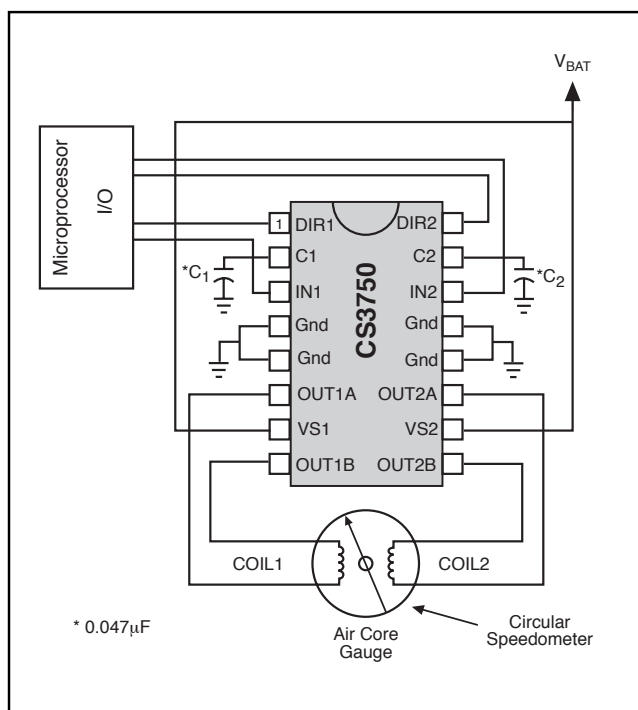 V_BAT
Microprocessor
I/O
1 DIR1 DIR2
C1 C2
*C₁ *C₂
IN1 IN2
CS3750
Gnd Gnd
Gnd Gnd
OUT1A OUT2A
VS1 VS2
OUT1B OUT2B
COIL1 COIL2
* 0.047μF
Air Core
Gauge
Circular
Speedometer